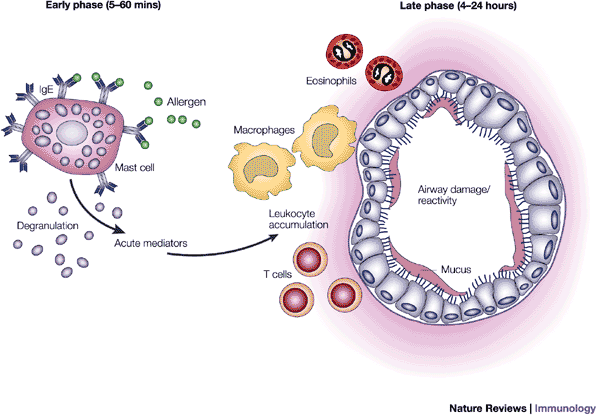 Early phase (5–60 mins)
Late phase (4–24 hours)
IgE
Allergen
Mast cell
Degranulation
Acute mediators
Eosinophils
Macrophages
Leukocyte
accumulation
T cells
Airway damage/
reactivity
Mucus
Nature Reviews | Immunology